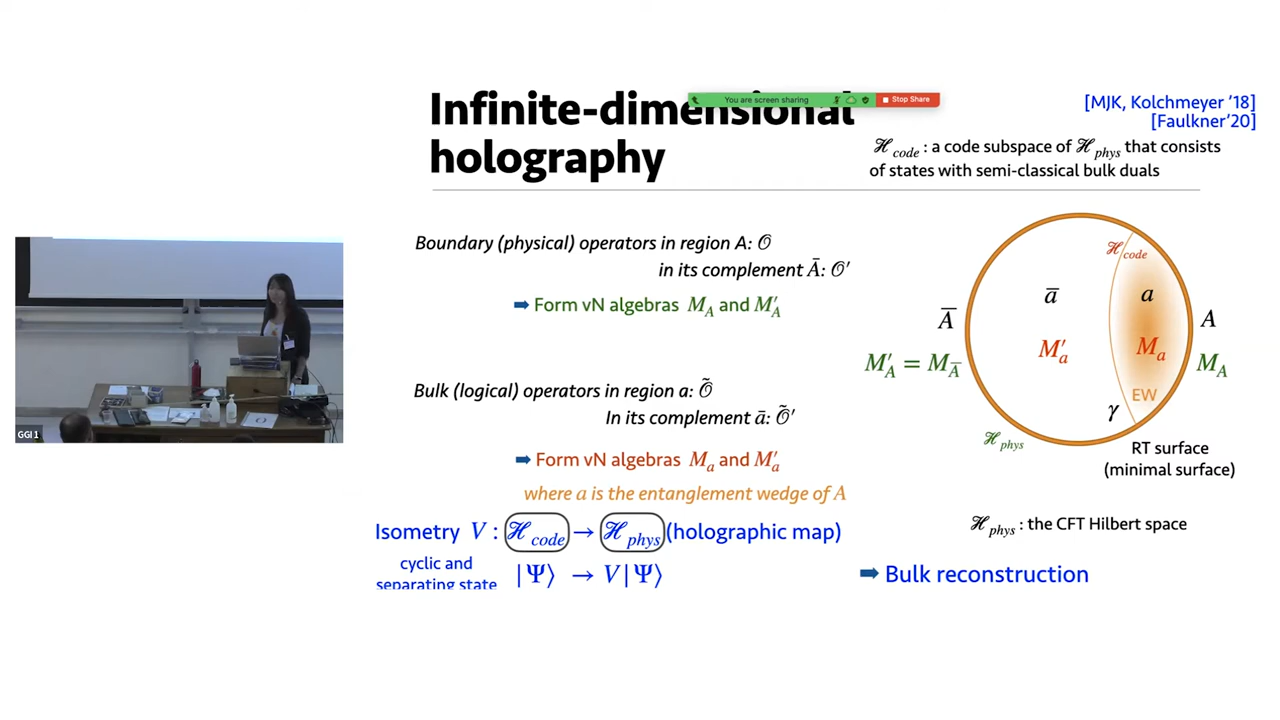 Infinite-dimensional
holography
You are screen sharing
Stop Share
[MJK, Kolchmeyer '18]
[Faulkner'20]
ℋ_code : a code subspace of ℋ_phys that consists
of states with semi-classical bulk duals
Boundary (physical) operators in region A: 𝒪
in its complement Ā: 𝒪′
➡ Form vN algebras M_A and M′_A
Bulk (logical) operators in region a: 𝒪̃
In its complement ā: 𝒪̃′
➡ Form vN algebras M_a and M′_a
where a is the entanglement wedge of A
Isometry V : ℋ_code → ℋ_phys (holographic map)
cyclic and
separating state
|Ψ⟩ → V|Ψ⟩
ℋ_code
ā
a
Ā
A
M′_a
M_a
M′_A = M_Ā
M_A
EW
γ
ℋ_phys
RT surface
(minimal surface)
ℋ_phys : the CFT Hilbert space
➡ Bulk reconstruction
GGI 1